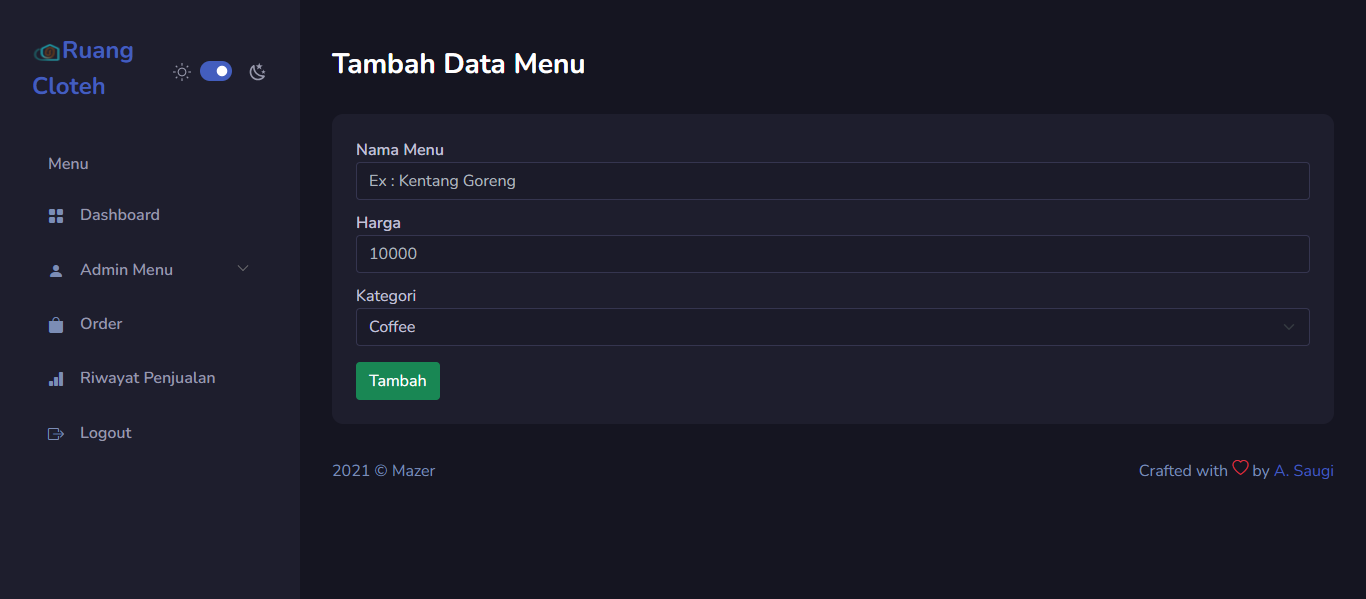 Ruang
Cloteh
Menu
Dashboard
Admin Menu
Order
Riwayat Penjualan
Logout
Tambah Data Menu
Nama Menu
Ex : Kentang Goreng
Harga
10000
Kategori
Coffee
Tambah
2021 © Mazer
Crafted with by A. Saugi